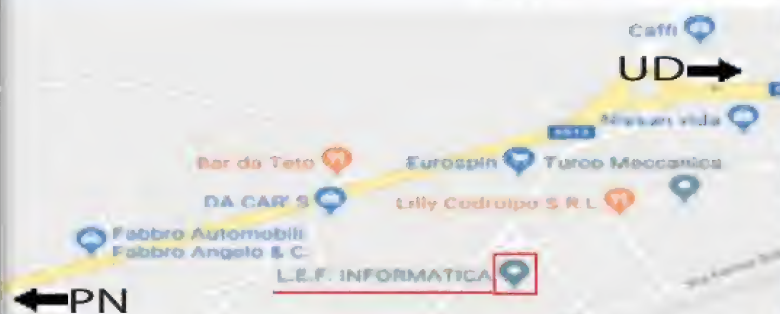 Caffi
UD
Nissan vida
Bar da Teto
Eurospin
Turco Meccanica
DA CAR'S
Lilly Codroipo S.R.L
Fabbro Automobili
Fabbro Angelo & C.
L.E.F. INFORMATICA
PN